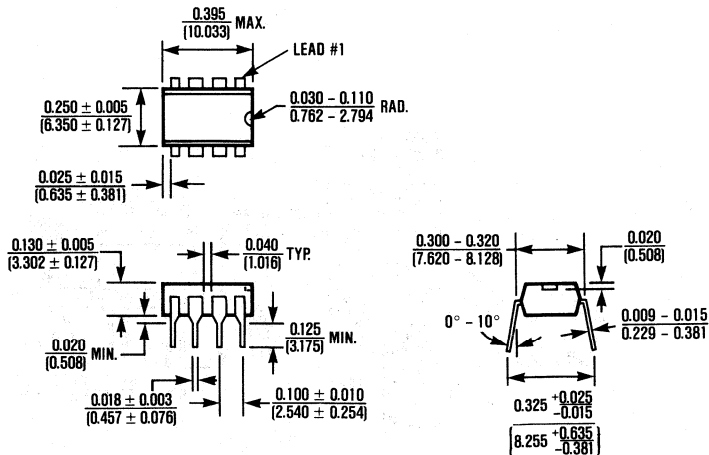 0.395
(10.033)
MAX.
LEAD #1
0.250 ± 0.005
(6.350 ± 0.127)
0.030 – 0.110
0.762 – 2.794
RAD.
0.025 ± 0.015
(0.635 ± 0.381)
0.130 ± 0.005
(3.302 ± 0.127)
0.040
(1.016)
TYP.
0.300 – 0.320
(7.620 – 8.128)
0.020
(0.508)
0.020
(0.508)
MIN.
0.125
(3.175)
MIN.
0° – 10°
0.009 – 0.015
0.229 – 0.381
0.018 ± 0.003
(0.457 ± 0.076)
0.100 ± 0.010
(2.540 ± 0.254)
0.325 +0.025
–0.015
(8.255 +0.635
–0.381)